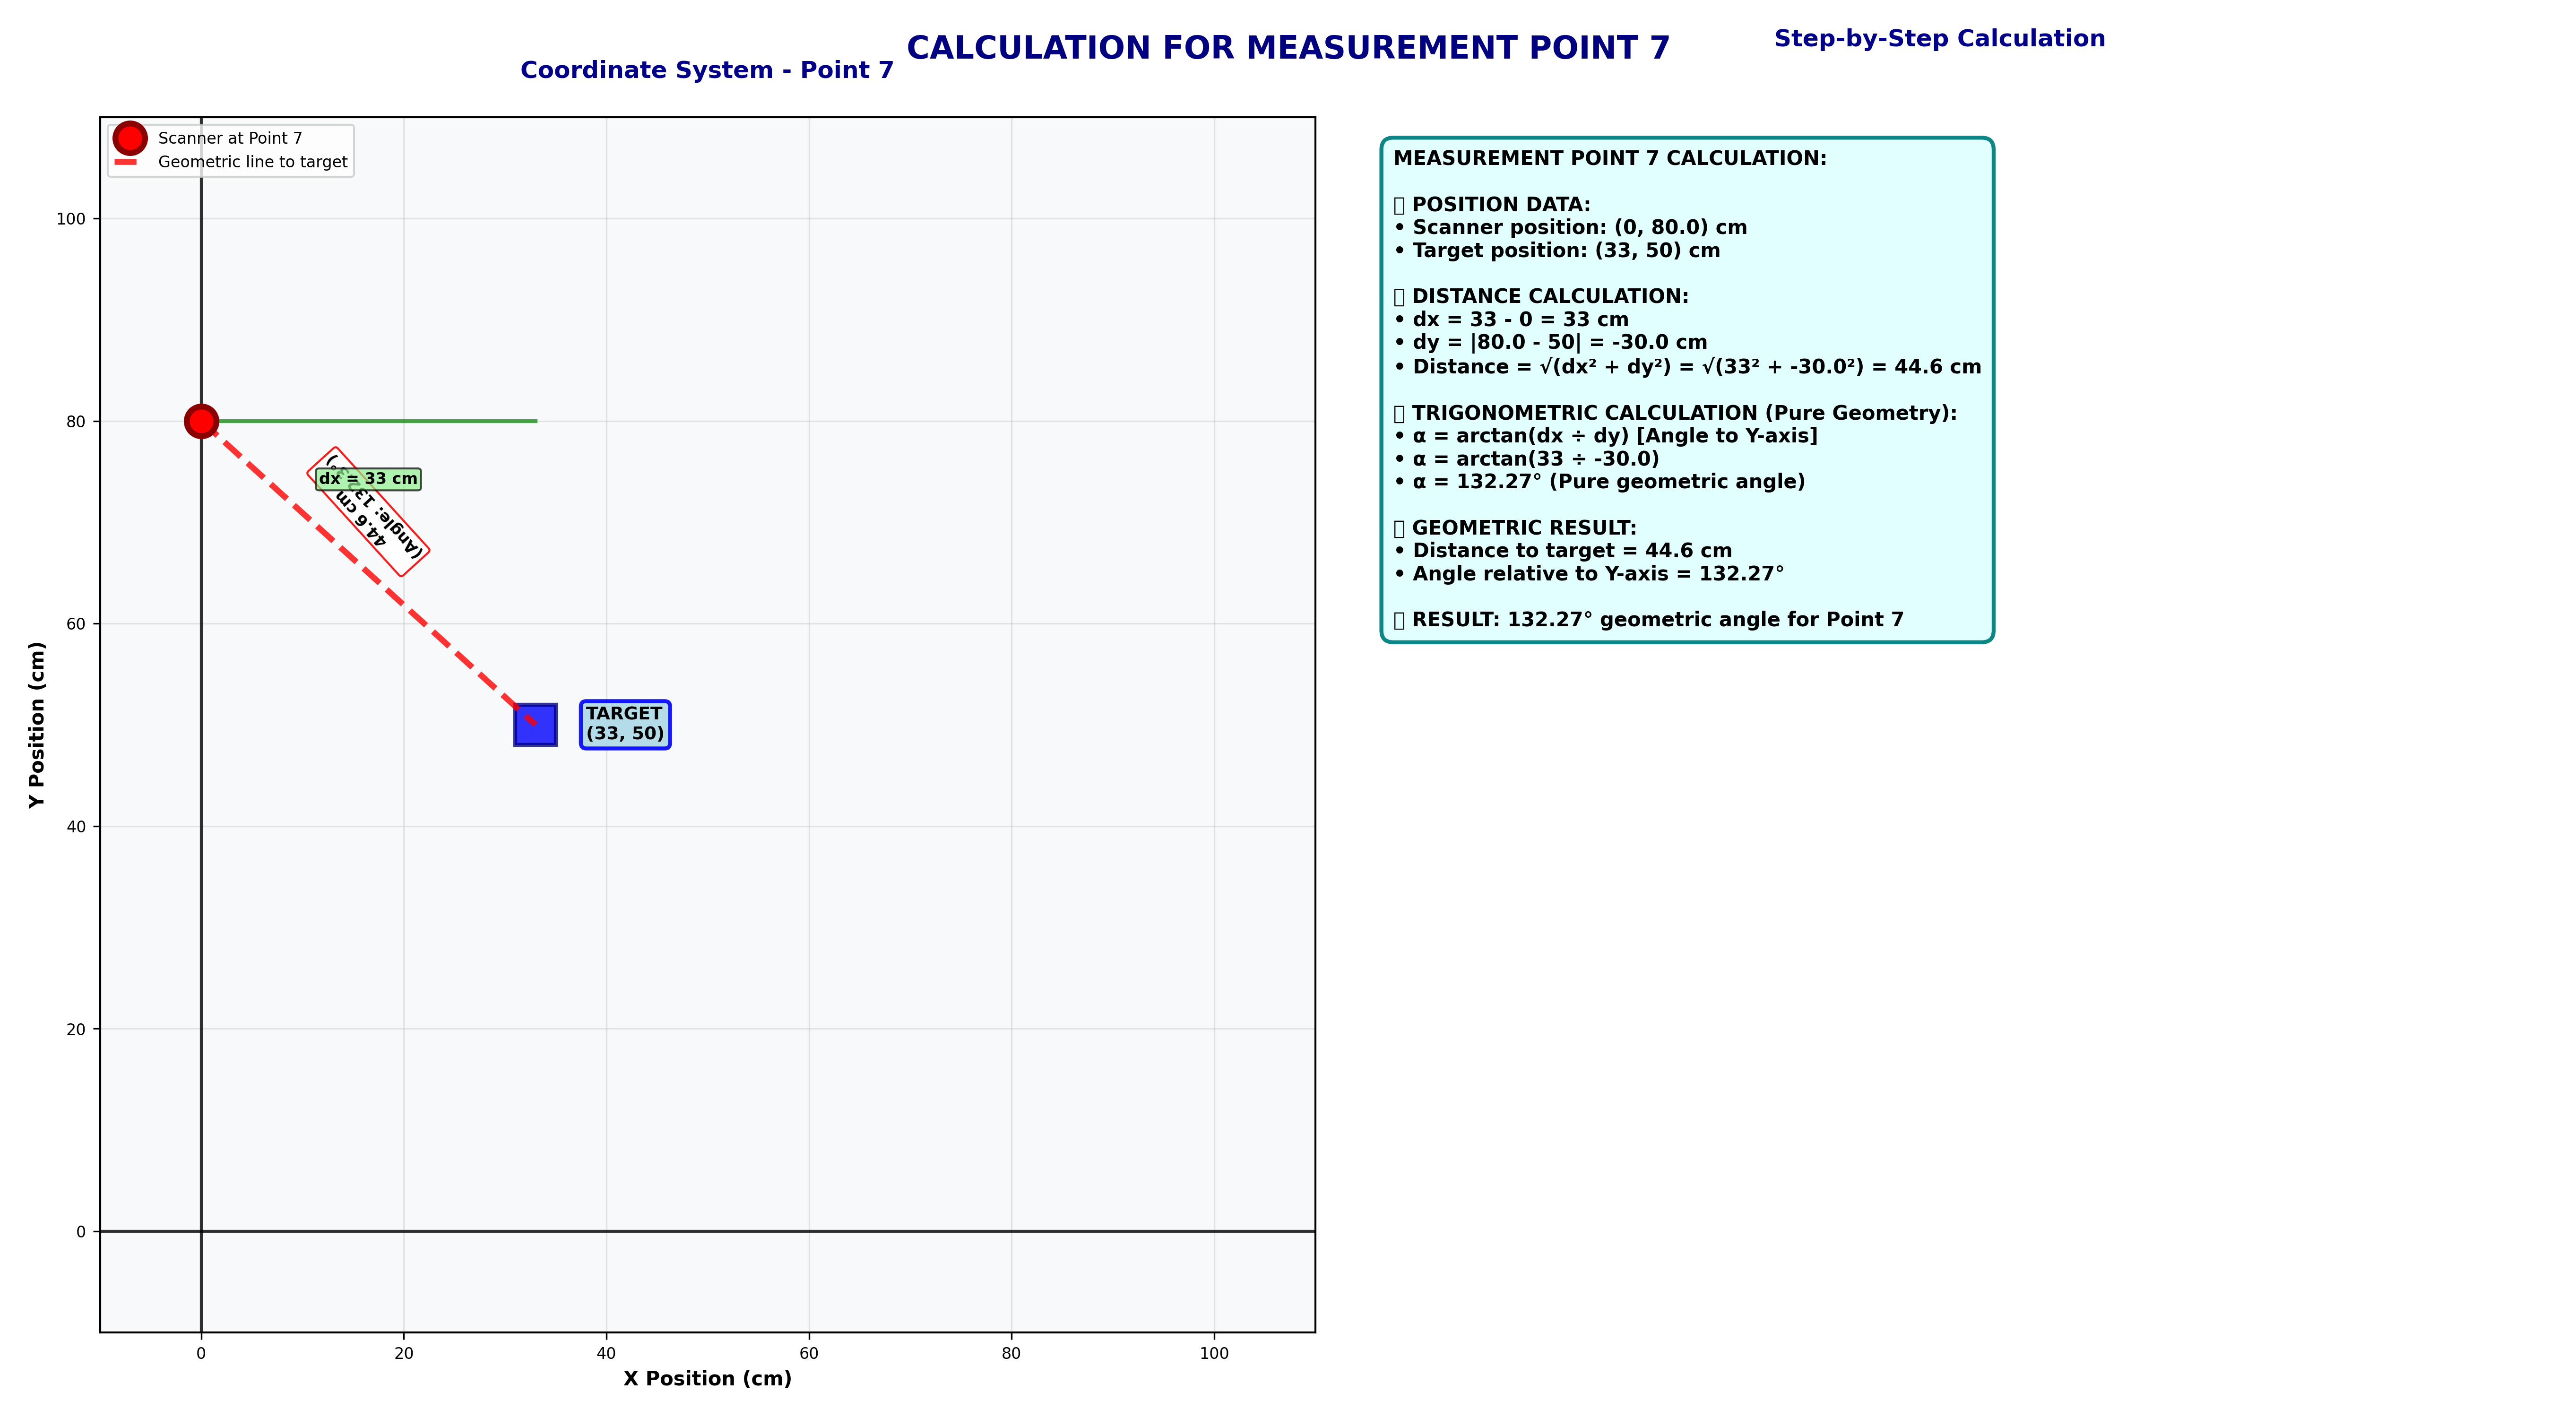 CALCULATION FOR MEASUREMENT POINT 7
Coordinate System - Point 7
Scanner at Point 7
Geometric line to target
100
80
60
40
20
0
Y Position (cm)
0
20
40
60
80
100
X Position (cm)
dx = 33 cm
44.6 cm
(Angle: 132.3°)
TARGET
(33, 50)
Step-by-Step Calculation
MEASUREMENT POINT 7 CALCULATION:
▯ POSITION DATA:
• Scanner position: (0, 80.0) cm
• Target position: (33, 50) cm
▯ DISTANCE CALCULATION:
• dx = 33 - 0 = 33 cm
• dy = |80.0 - 50| = -30.0 cm
• Distance = √(dx² + dy²) = √(33² + -30.0²) = 44.6 cm
▯ TRIGONOMETRIC CALCULATION (Pure Geometry):
• α = arctan(dx ÷ dy) [Angle to Y-axis]
• α = arctan(33 ÷ -30.0)
• α = 132.27° (Pure geometric angle)
▯ GEOMETRIC RESULT:
• Distance to target = 44.6 cm
• Angle relative to Y-axis = 132.27°
▯ RESULT: 132.27° geometric angle for Point 7